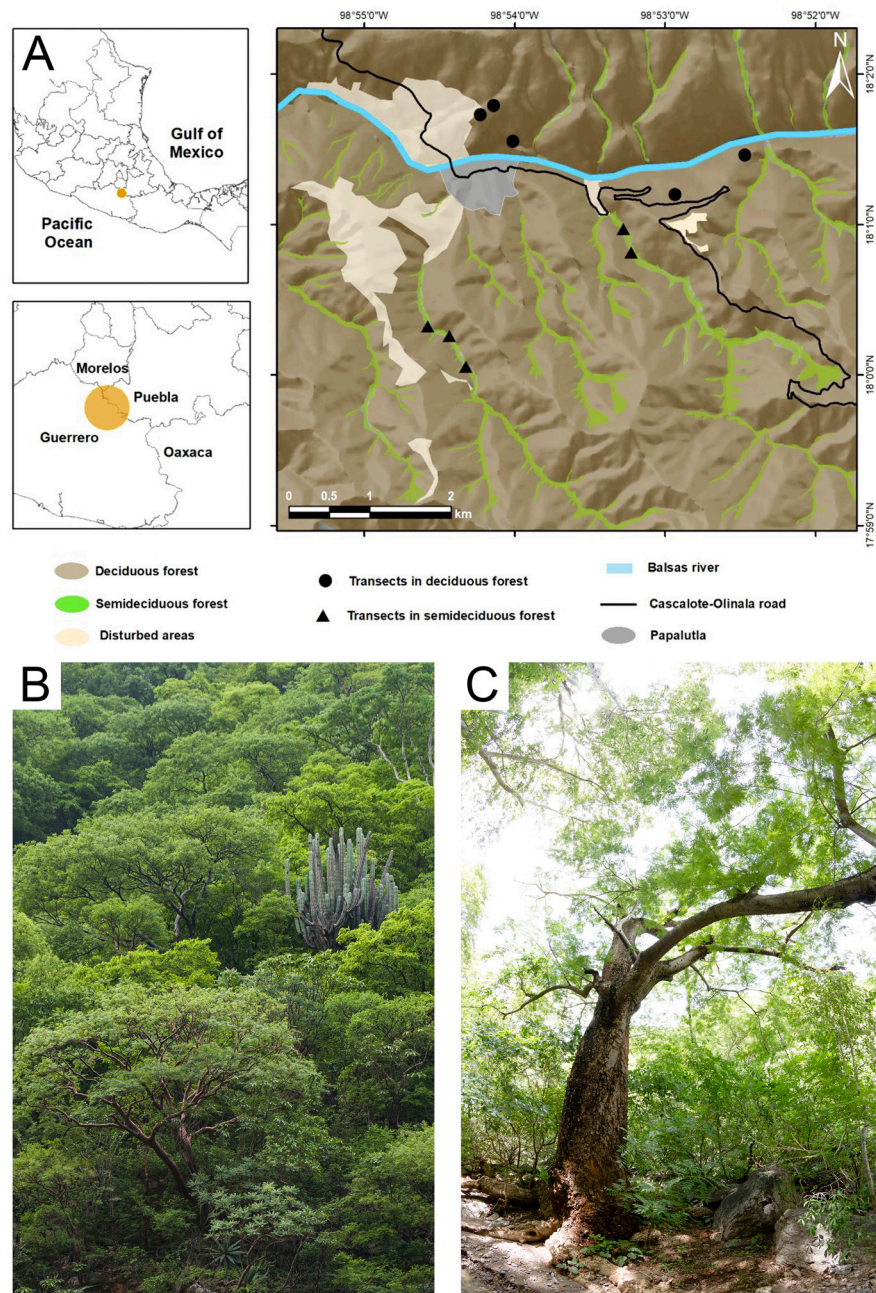 A
Gulf of
Mexico
Pacific
Ocean
Morelos
Puebla
Guerrero
Oaxaca
98°55'0"W
98°54'0"W
98°53'0"W
98°52'0"W
N
18°2'0"N
18°1'0"N
18°0'0"N
17°59'0"N
0 0.5 1 2
km
Deciduous forest
Semideciduous forest
Disturbed areas
Transects in deciduous forest
Transects in semideciduous forest
Balsas river
Cascalote-Olinala road
Papalutla
B
C